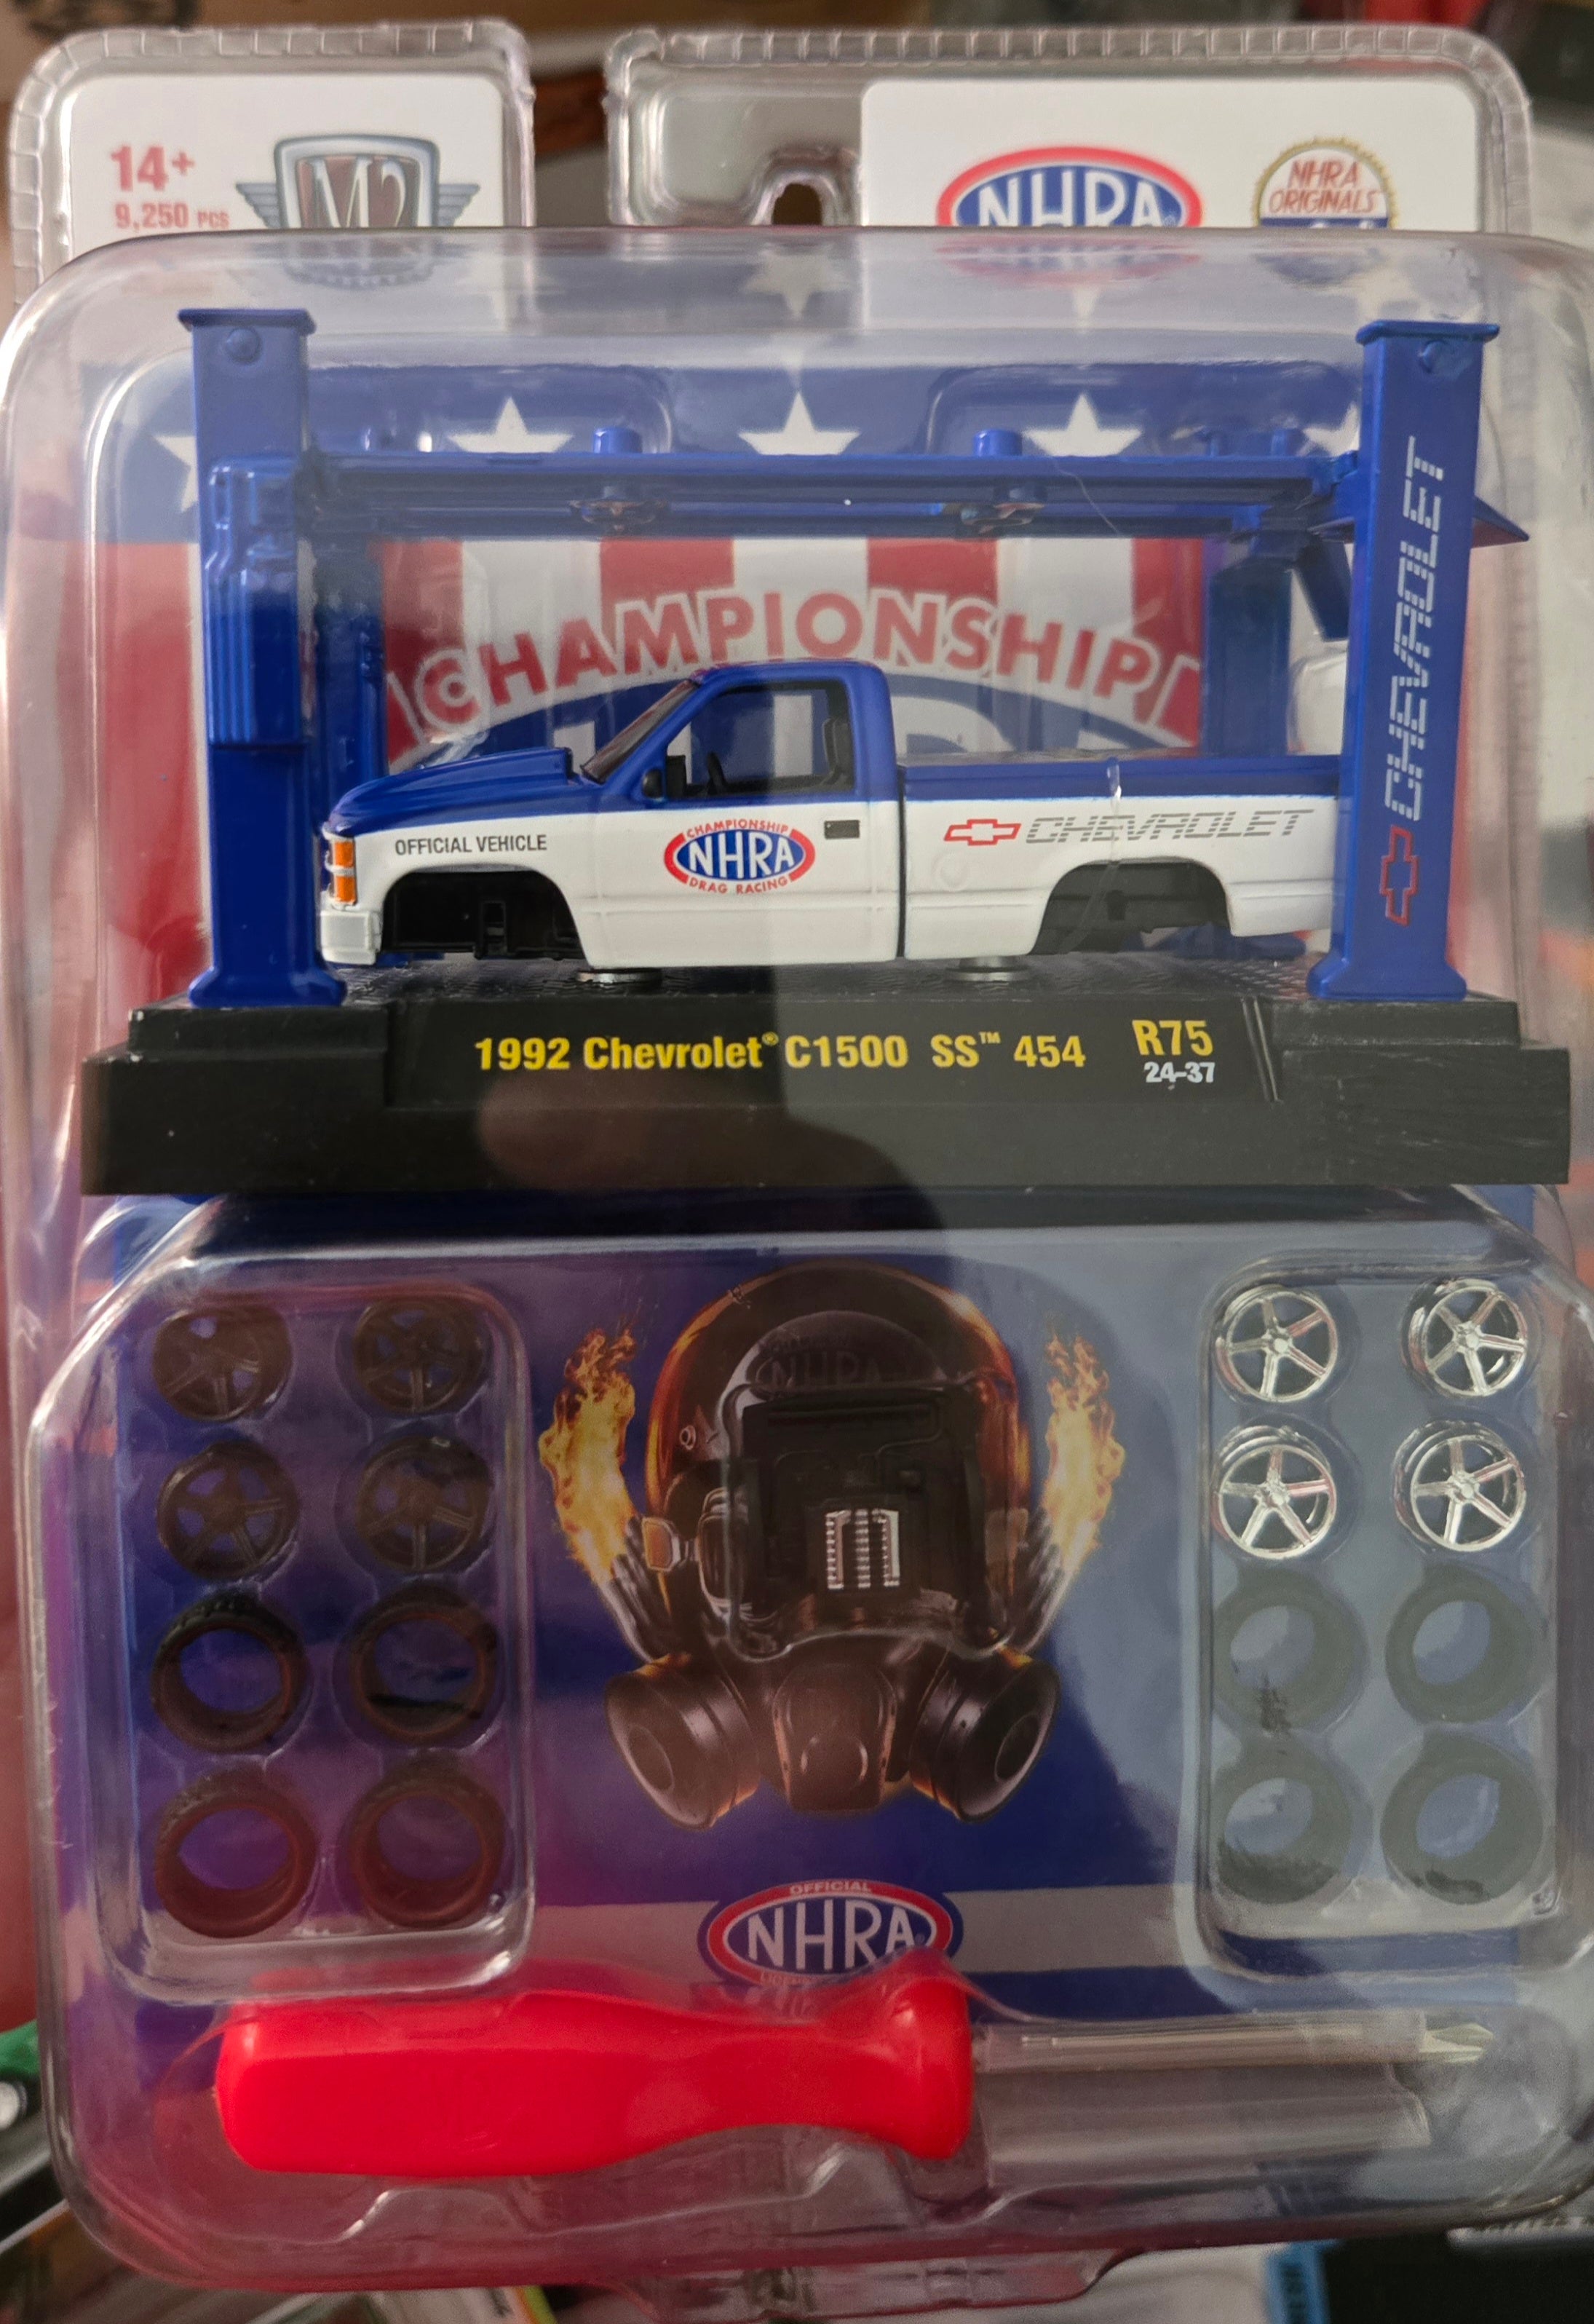 14+
9,250 PCS
M2
NHRA
NHRA
ORIGINALS
CHAMPIONSHIP
CHEVROLET
OFFICIAL VEHICLE
CHAMPIONSHIP
NHRA
DRAG RACING
CHEVROLET
1992 Chevrolet® C1500 SS™ 454 R75
24-37
NHRA
OFFICIAL
NHRA